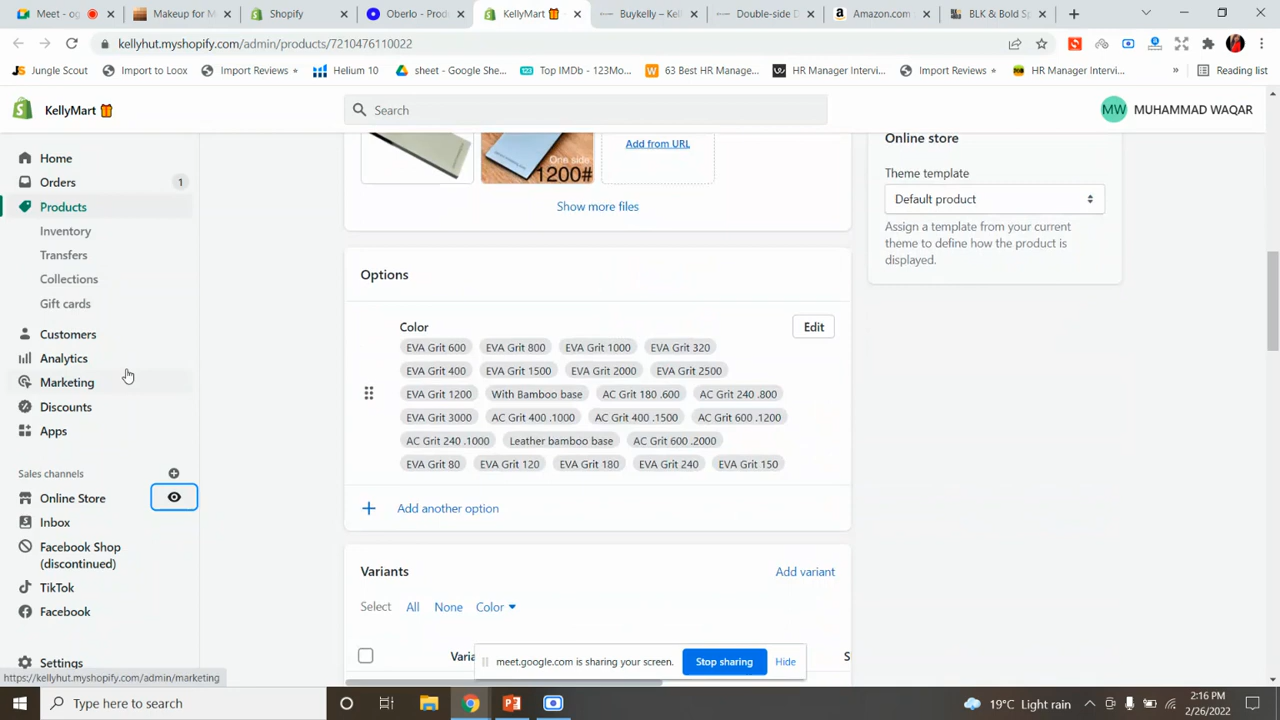 Meet - og
Makeup for M
Shopify
Oberlo - Produ
KellyMart 🎁
Buykelly – Kell
Double-side D
Amazon.com
BLK & Bold Sp
kellyhut.myshopify.com/admin/products/7210476110022
Jungle Scout
Import to Loox
Import Reviews
Helium 10
sheet - Google She...
Top IMDb - 123Mo...
63 Best HR Manage...
HR Manager Intervi...
Import Reviews
HR Manager Intervi...
»
Reading list
KellyMart 🎁
Search
MW
MUHAMMAD WAQAR
Home
Orders
1
Products
Inventory
Transfers
Collections
Gift cards
Customers
Analytics
Marketing
Discounts
Apps
Sales channels
Online Store
Inbox
Facebook Shop
(discontinued)
TikTok
Facebook
Settings
https://kellyhut.myshopify.com/admin/marketing
One side
1200#
Add from URL
Show more files
Options
Color
Edit
EVA Grit 600 EVA Grit 800 EVA Grit 1000 EVA Grit 320
EVA Grit 400 EVA Grit 1500 EVA Grit 2000 EVA Grit 2500
EVA Grit 1200 With Bamboo base AC Grit 180 .600 AC Grit 240 .800
EVA Grit 3000 AC Grit 400 .1000 AC Grit 400 .1500 AC Grit 600 .1200
AC Grit 240 .1000 Leather bamboo base AC Grit 600 .2000
EVA Grit 80 EVA Grit 120 EVA Grit 180 EVA Grit 240 EVA Grit 150
Add another option
Variants
Add variant
Select All None Color
Varia
S
meet.google.com is sharing your screen.
Stop sharing
Hide
Online store
Theme template
Default product
Assign a template from your current
theme to define how the product is
displayed.
Type here to search
19°C Light rain
2:16 PM
2/26/2022